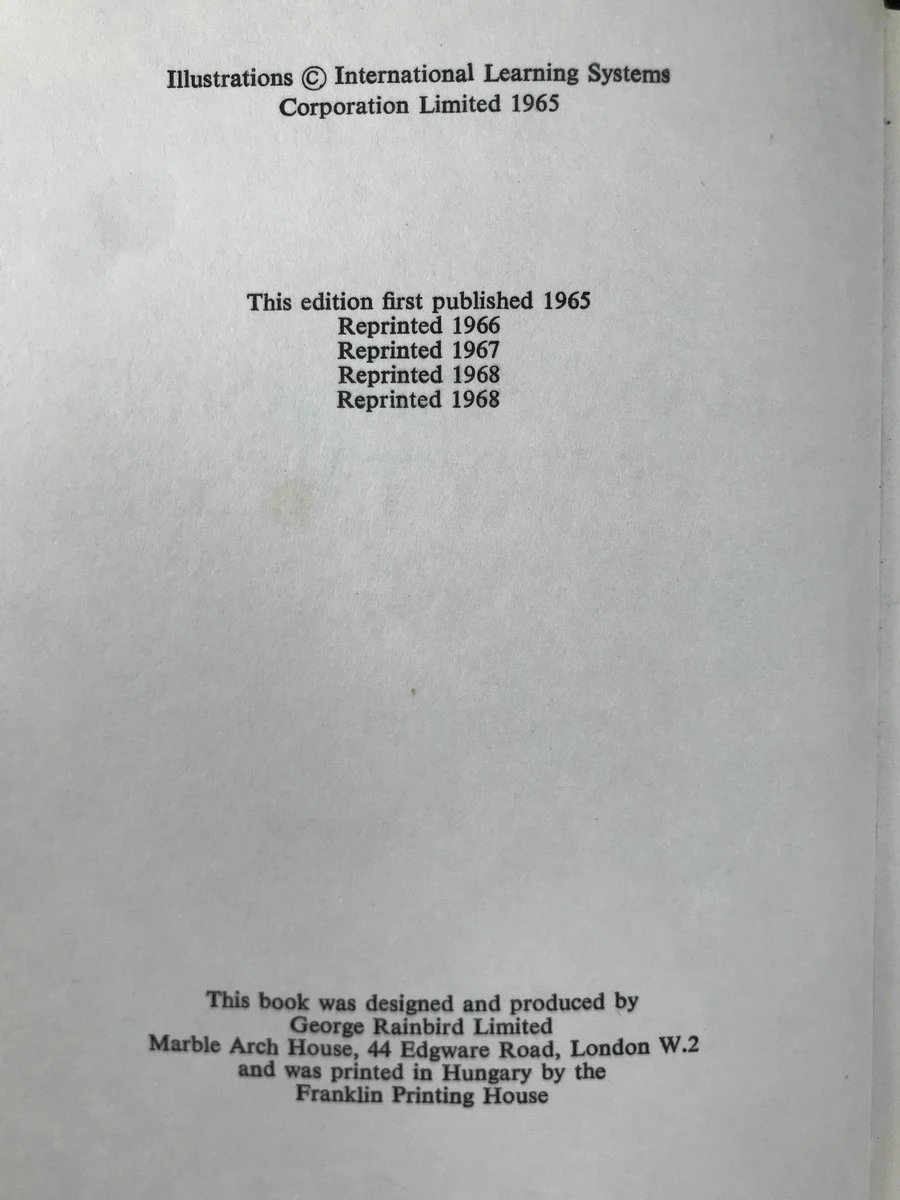 Illustrations © International Learning Systems
Corporation Limited 1965
This edition first published 1965
Reprinted 1966
Reprinted 1967
Reprinted 1968
Reprinted 1968
This book was designed and produced by
George Rainbird Limited
Marble Arch House, 44 Edgware Road, London W.2
and was printed in Hungary by the
Franklin Printing House